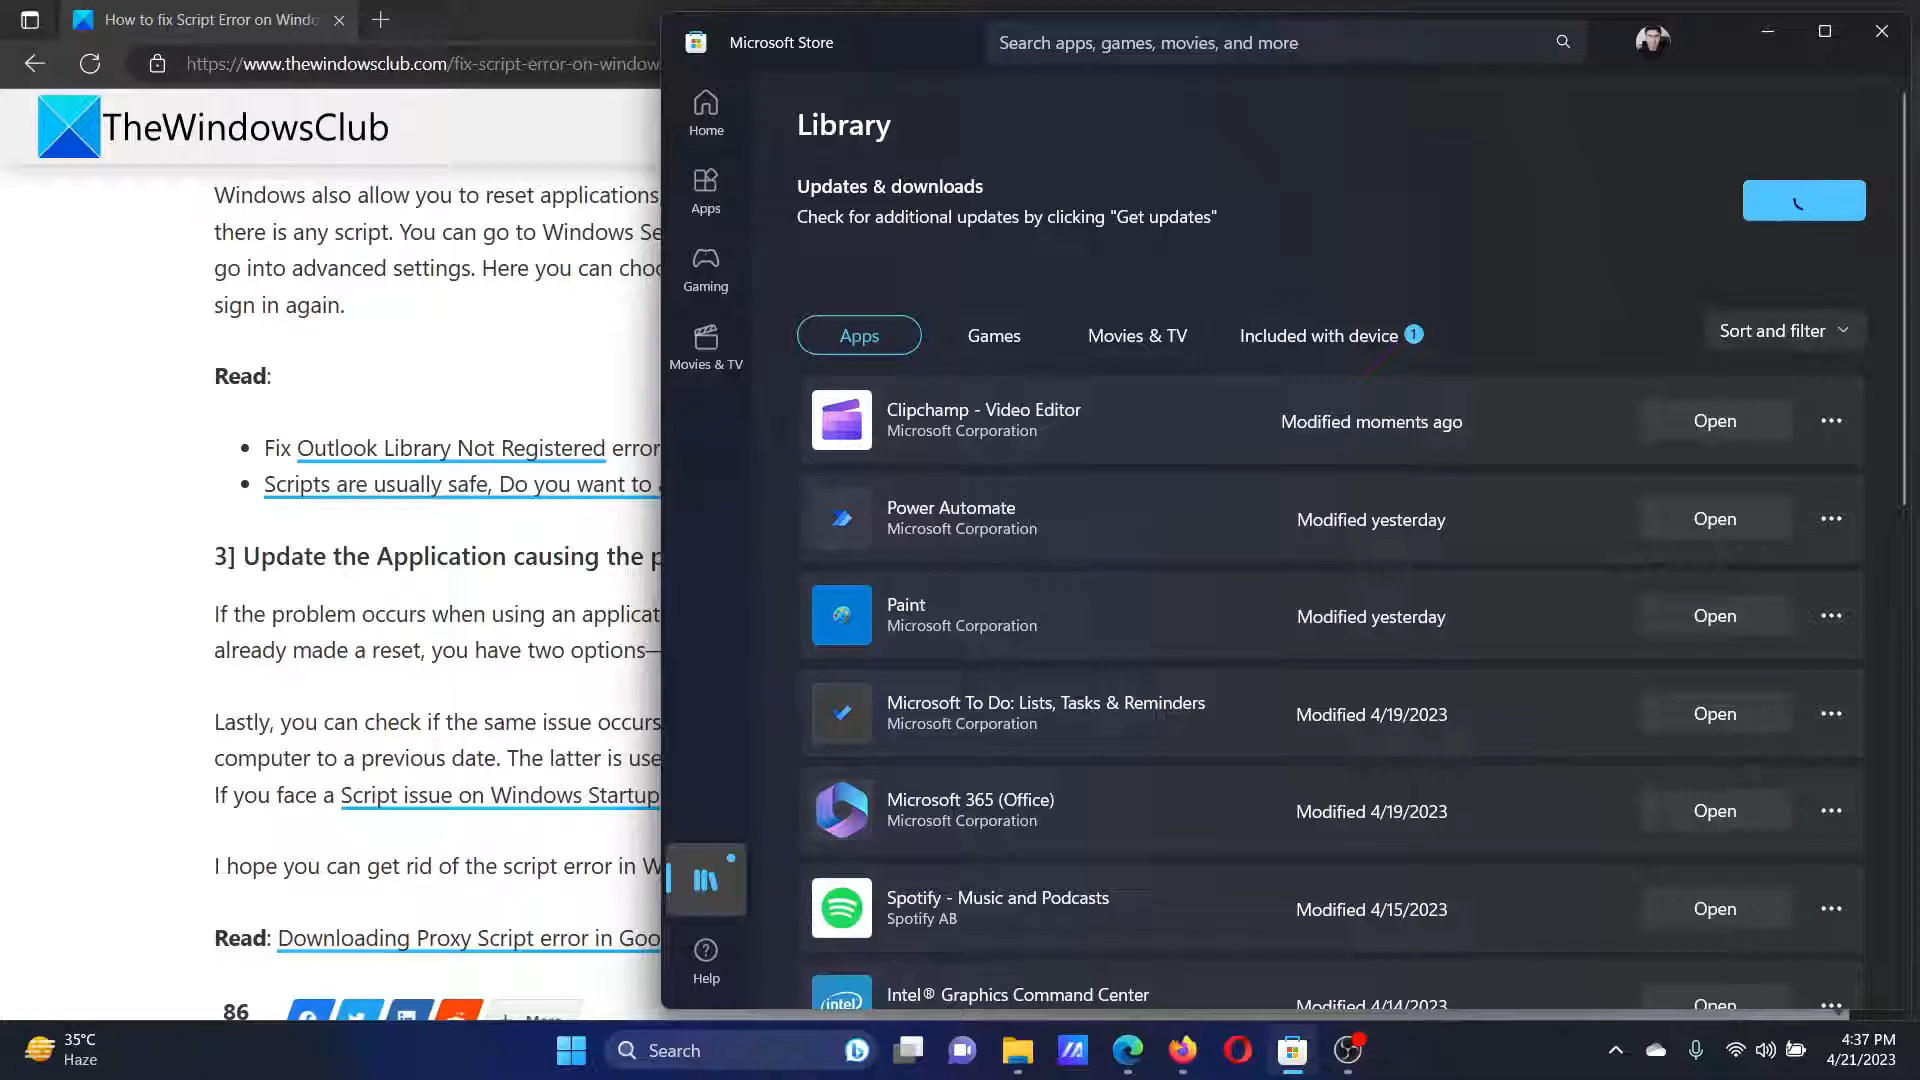 How to fix Script Error on Windo
https://www.thewindowsclub.com/fix-script-error-on-window
TheWindowsClub
Windows also allow you to reset applications,
there is any script. You can go to Windows Se
go into advanced settings. Here you can choo
sign in again.
Read:
Fix Outlook Library Not Registered error
Scripts are usually safe, Do you want to
3] Update the Application causing the p
If the problem occurs when using an applicat
already made a reset, you have two options—
Lastly, you can check if the same issue occurs
computer to a previous date. The latter is use
If you face a Script issue on Windows Startup
I hope you can get rid of the script error in W
Read: Downloading Proxy Script error in Goo
86
More
Microsoft Store
Search apps, games, movies, and more
Home
Apps
Gaming
Movies & TV
Help
Library
Updates & downloads
Check for additional updates by clicking "Get updates"
Apps
Games
Movies & TV
Included with device 1
Sort and filter
Clipchamp - Video Editor
Microsoft Corporation
Modified moments ago
Open
Power Automate
Microsoft Corporation
Modified yesterday
Open
Paint
Microsoft Corporation
Modified yesterday
Open
Microsoft To Do: Lists, Tasks & Reminders
Microsoft Corporation
Modified 4/19/2023
Open
Microsoft 365 (Office)
Microsoft Corporation
Modified 4/19/2023
Open
Spotify - Music and Podcasts
Spotify AB
Modified 4/15/2023
Open
intel
Intel® Graphics Command Center
Modified 4/14/2023
Open
35°C
Haze
Search
4:37 PM
4/21/2023